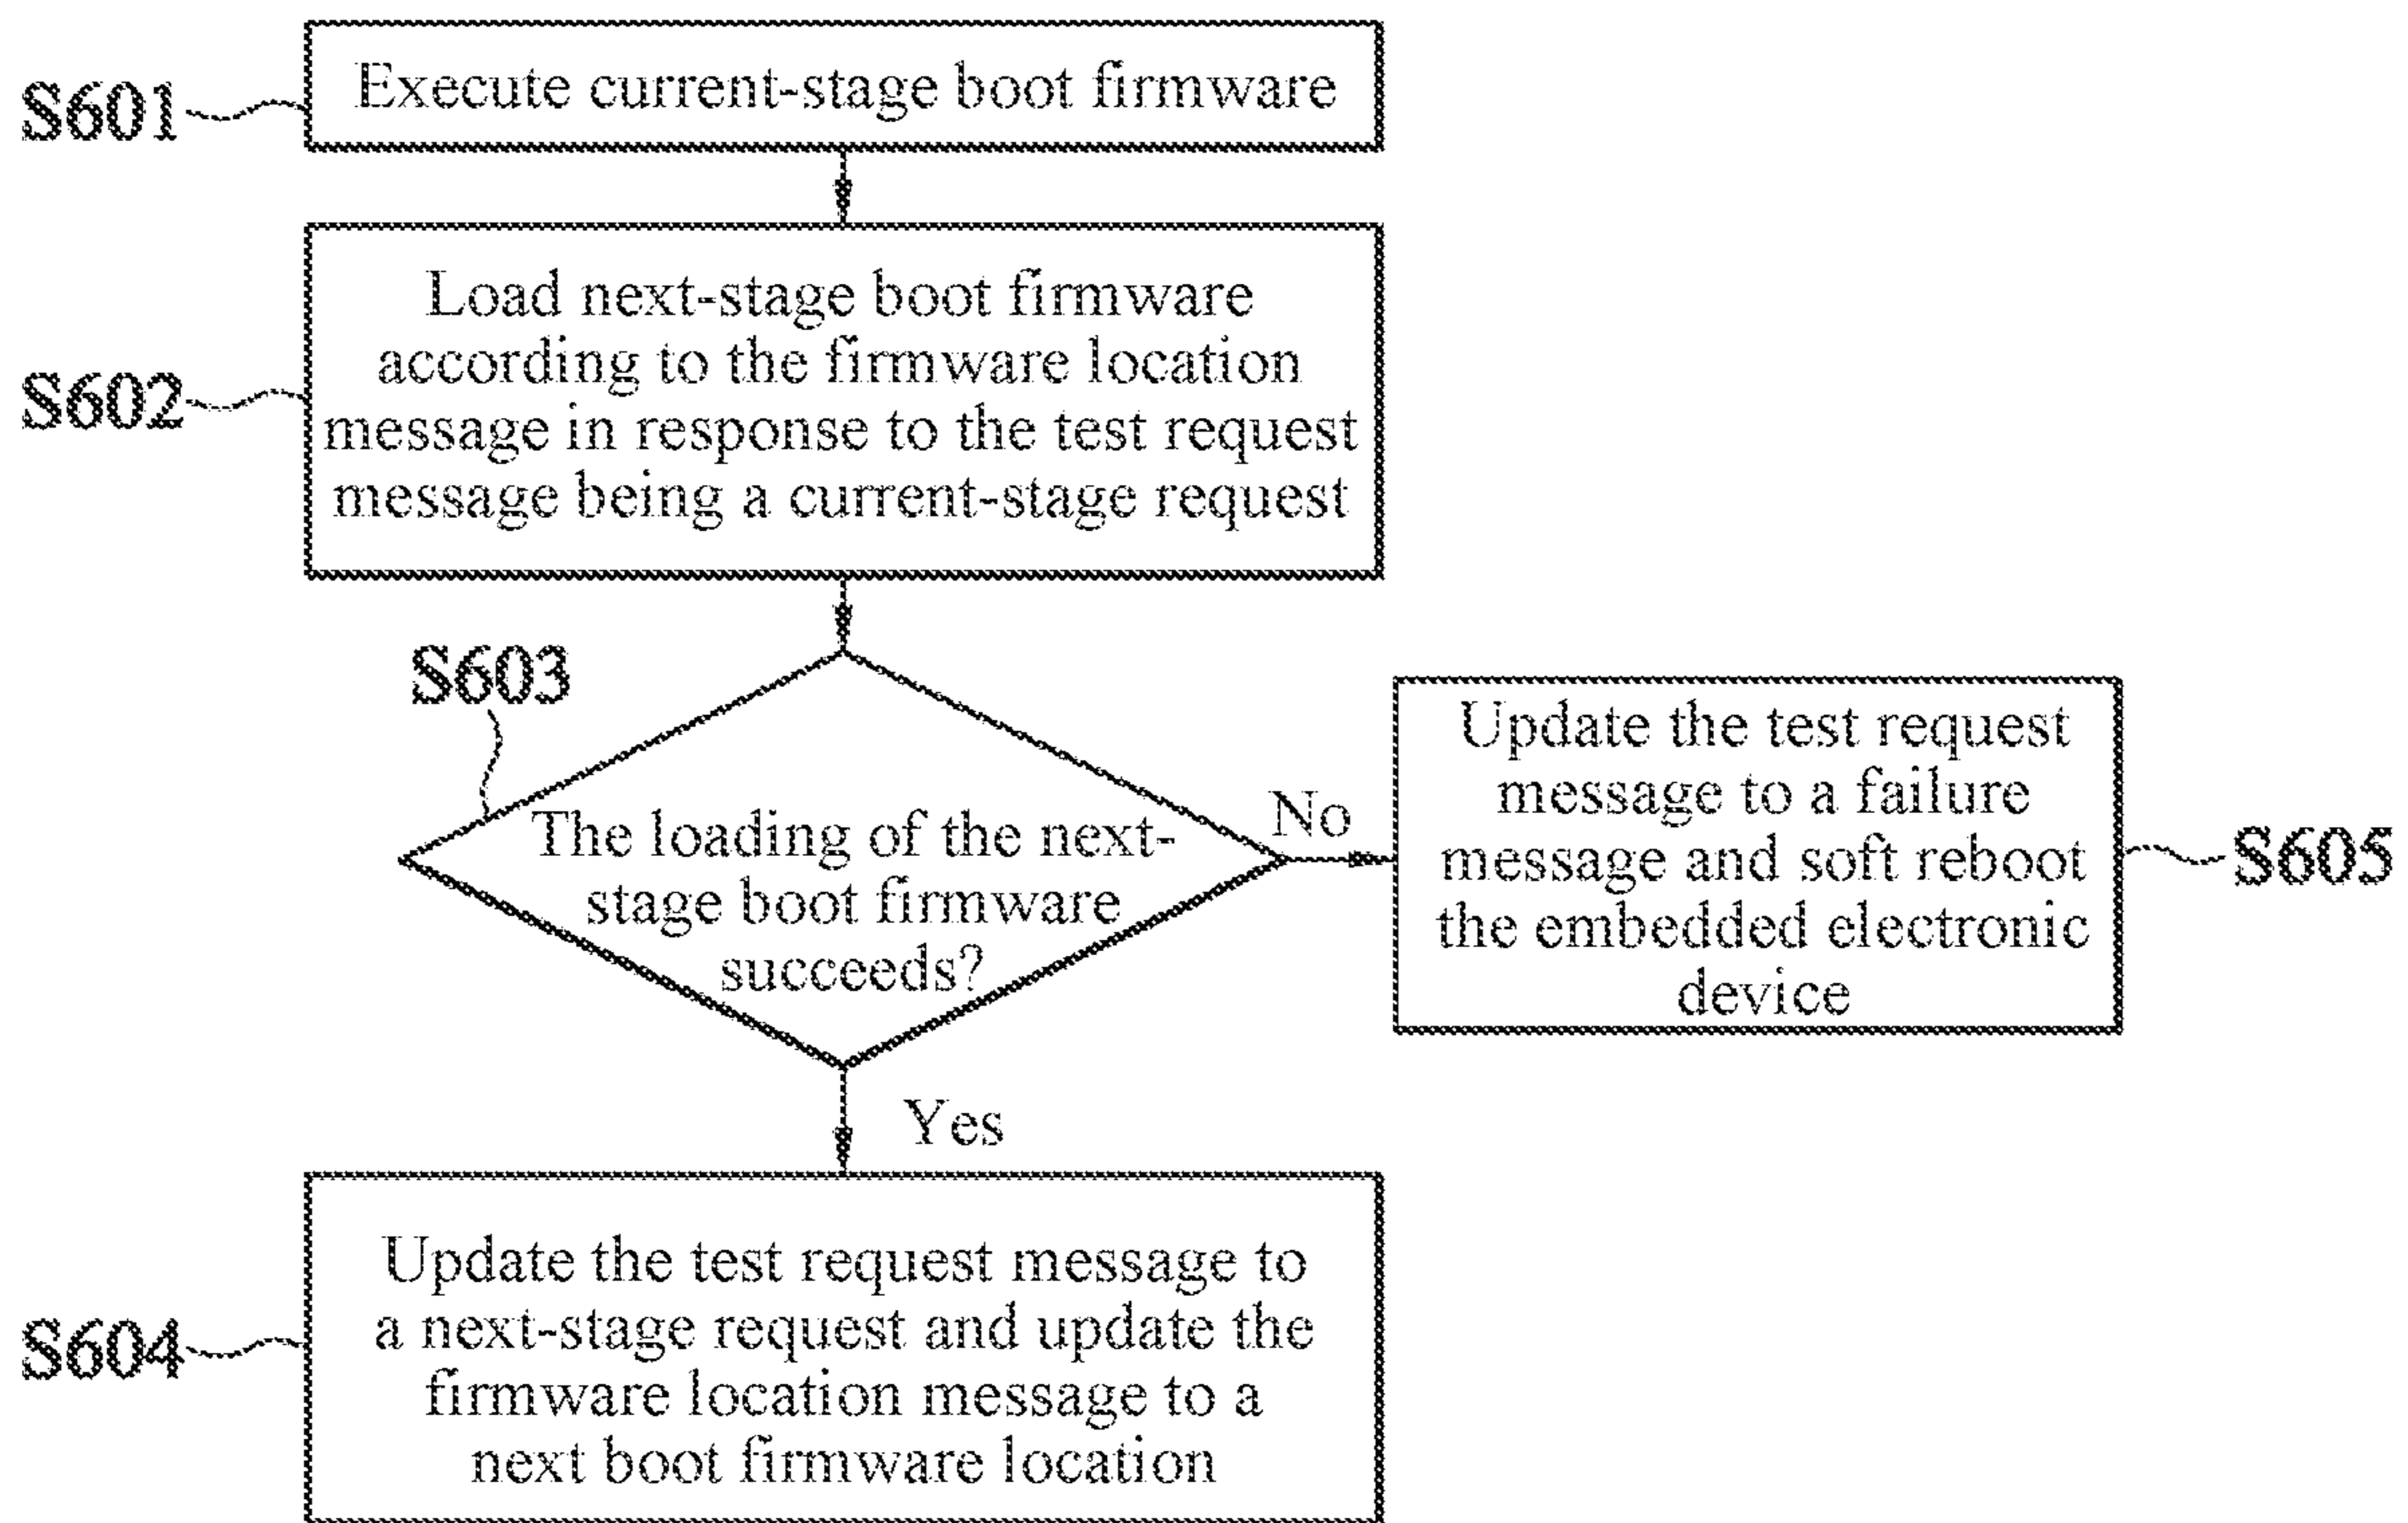 S601
Execute current-stage boot firmware
S602
Load next-stage boot firmware
according to the firmware location
message in response to the test request
message being a current-stage request
S603
The loading of the next-
stage boot firmware
succeeds?
No
Update the test request
message to a failure
message and soft reboot
the embedded electronic
device
S605
Yes
S604
Update the test request message to
a next-stage request and update the
firmware location message to a
next boot firmware location